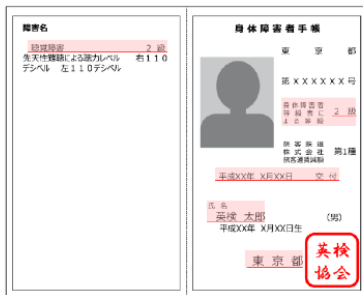 障害名
聴覚障害 2 級
先天性難聴による聴力レベル 右110
デシベル 左110デシベル
身体障害者手帳
東京都
第XXXXXX号
身体障害者
等級表に
よる等級
2 級
旅客鉄道
株式会社
旅客運賃減額
第1種
平成XX年 X月XX日 交付
氏名
英検 太郎 (男)
平成XX年 X月XX日生
東京都
英検
協会